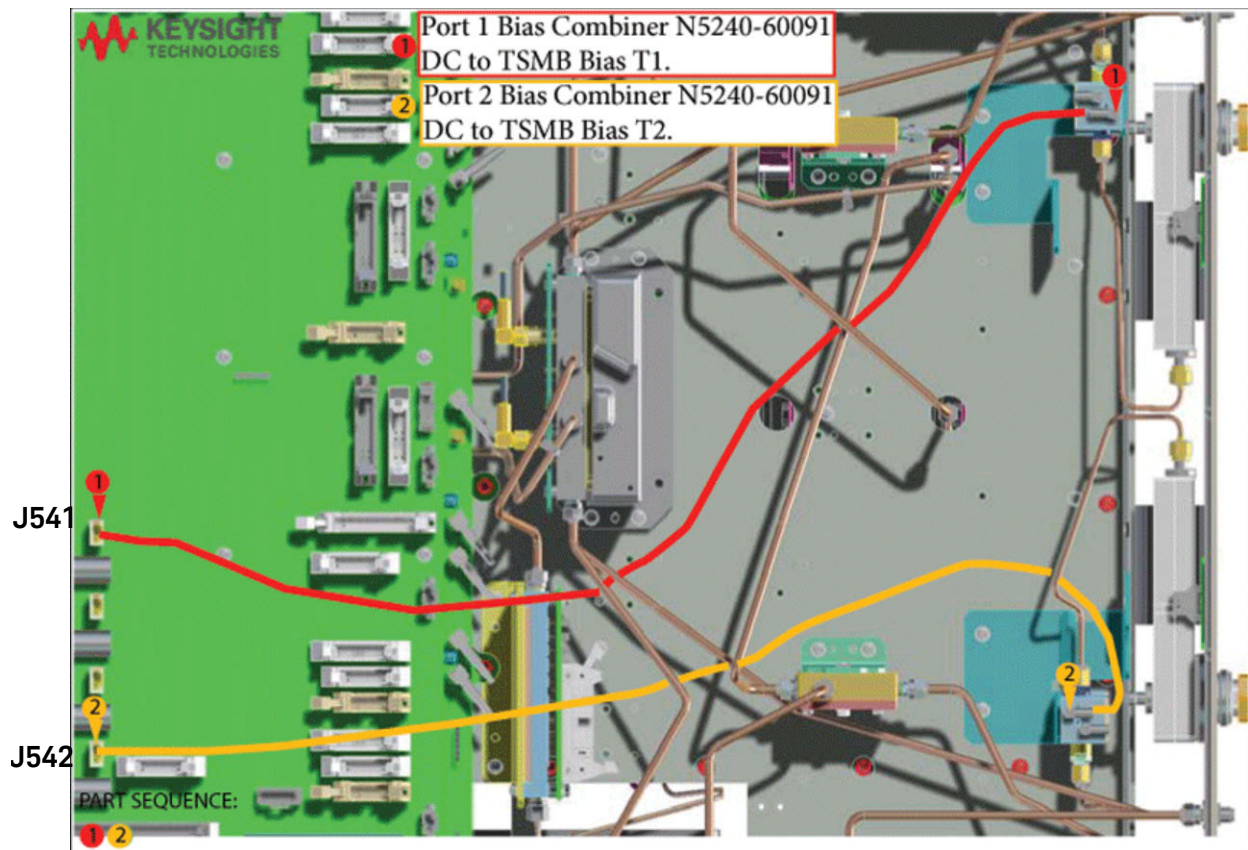 KEYSIGHT
TECHNOLOGIES
1
Port 1 Bias Combiner N5240-60091
DC to TSMB Bias T1.
2
Port 2 Bias Combiner N5240-60091
DC to TSMB Bias T2.
1
1
J541
2
2
J542
PART SEQUENCE:
1 2